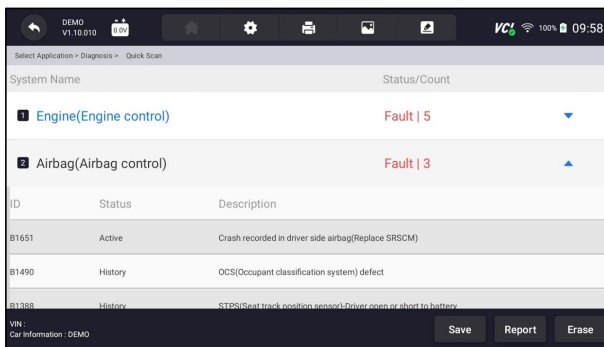 DEMO
V1.10.010
0.0V
VCI
100%
09:58
Select Application > Diagnosis > Quick Scan
System Name Status/Count
1 Engine(Engine control) Fault | 5
2 Airbag(Airbag control) Fault | 3
ID Status Description
B1651 Active Crash recorded in driver side airbag(Replace SRSCM)
B1490 History OCS(Occupant classification system) defect
B1388 History STPS(Seat track position sensor)-Driver open or short to battery
VIN :
Car Information : DEMO
Save Report Erase